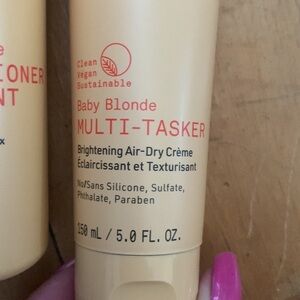 Clean
Vegan
Sustainable
Baby Blonde
MULTI-TASKER
Brightening Air-Dry Crème
Éclaircissant et Texturisant
No/Sans Silicone, Sulfate,
Phthalate, Paraben
150 mL / 5.0 FL. OZ.
e
IONER
NT
x